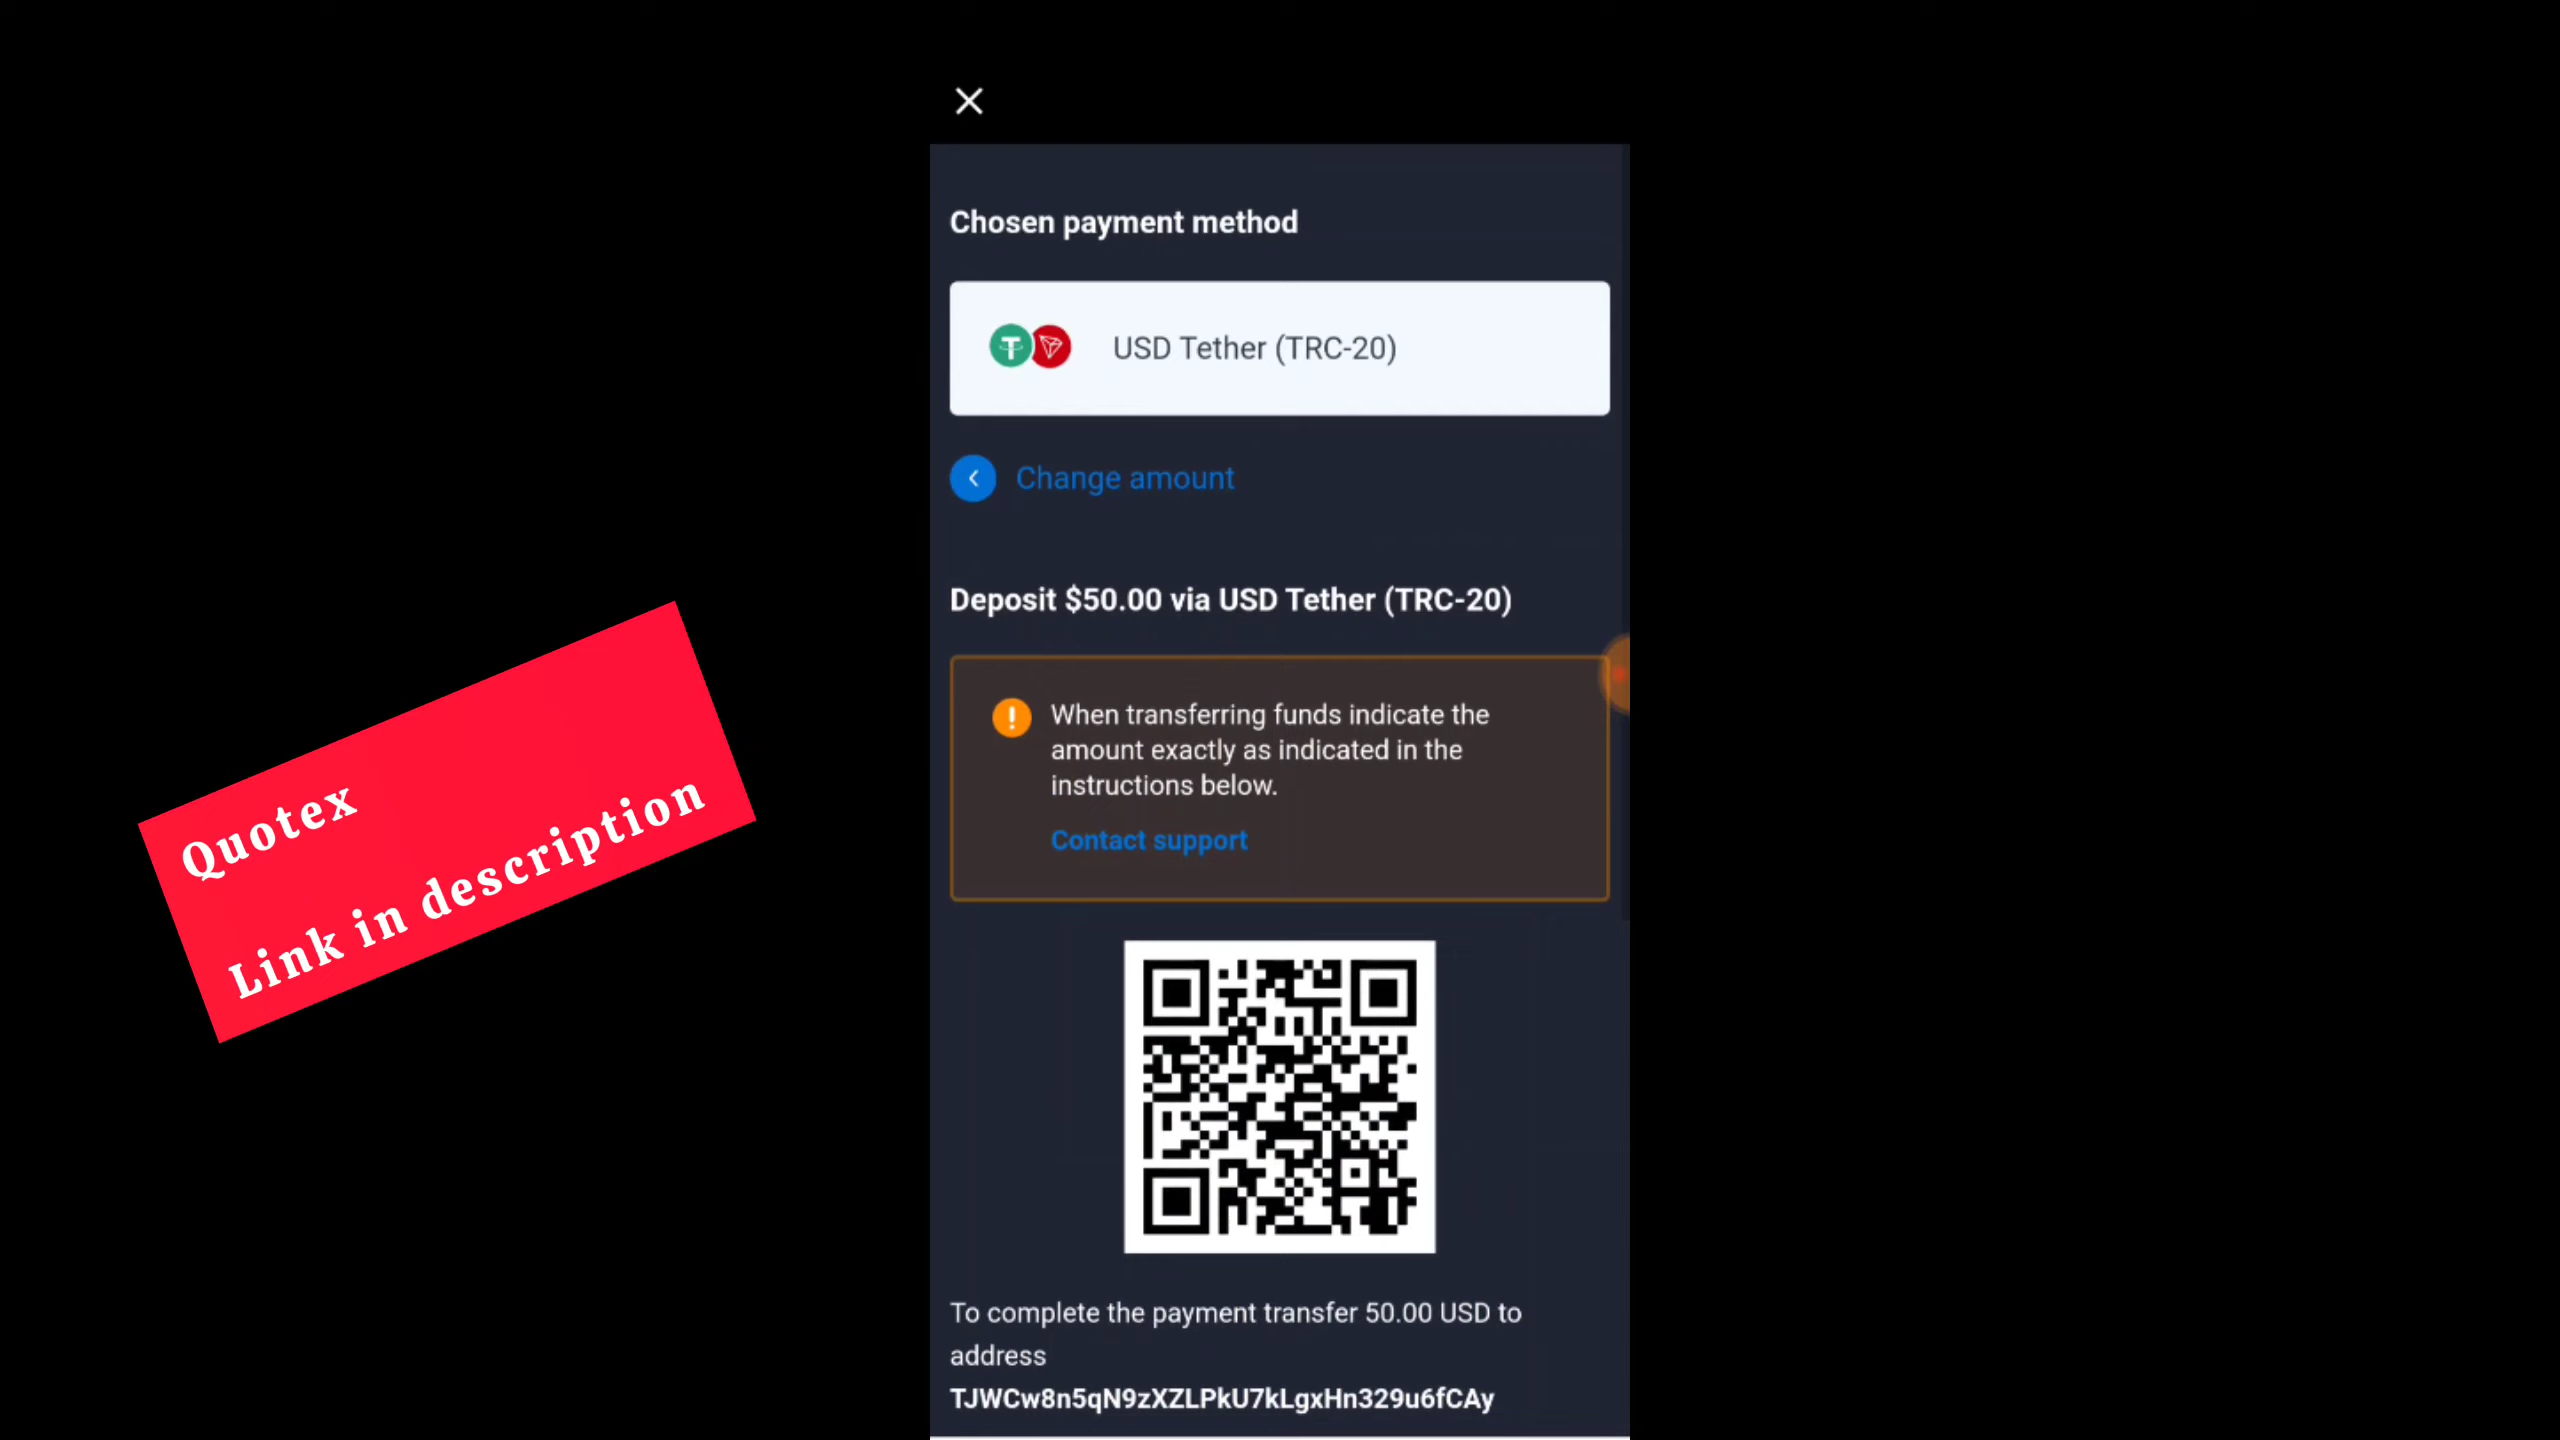 Chosen payment method
USD Tether (TRC-20)
Change amount
Deposit $50.00 via USD Tether (TRC-20)
When transferring funds indicate the
amount exactly as indicated in the
instructions below.
Contact support
Quotex
Link in description
To complete the payment transfer 50.00 USD to
address
TJWCw8n5qN9zXZLPkU7kLgxHn329u6fCAy